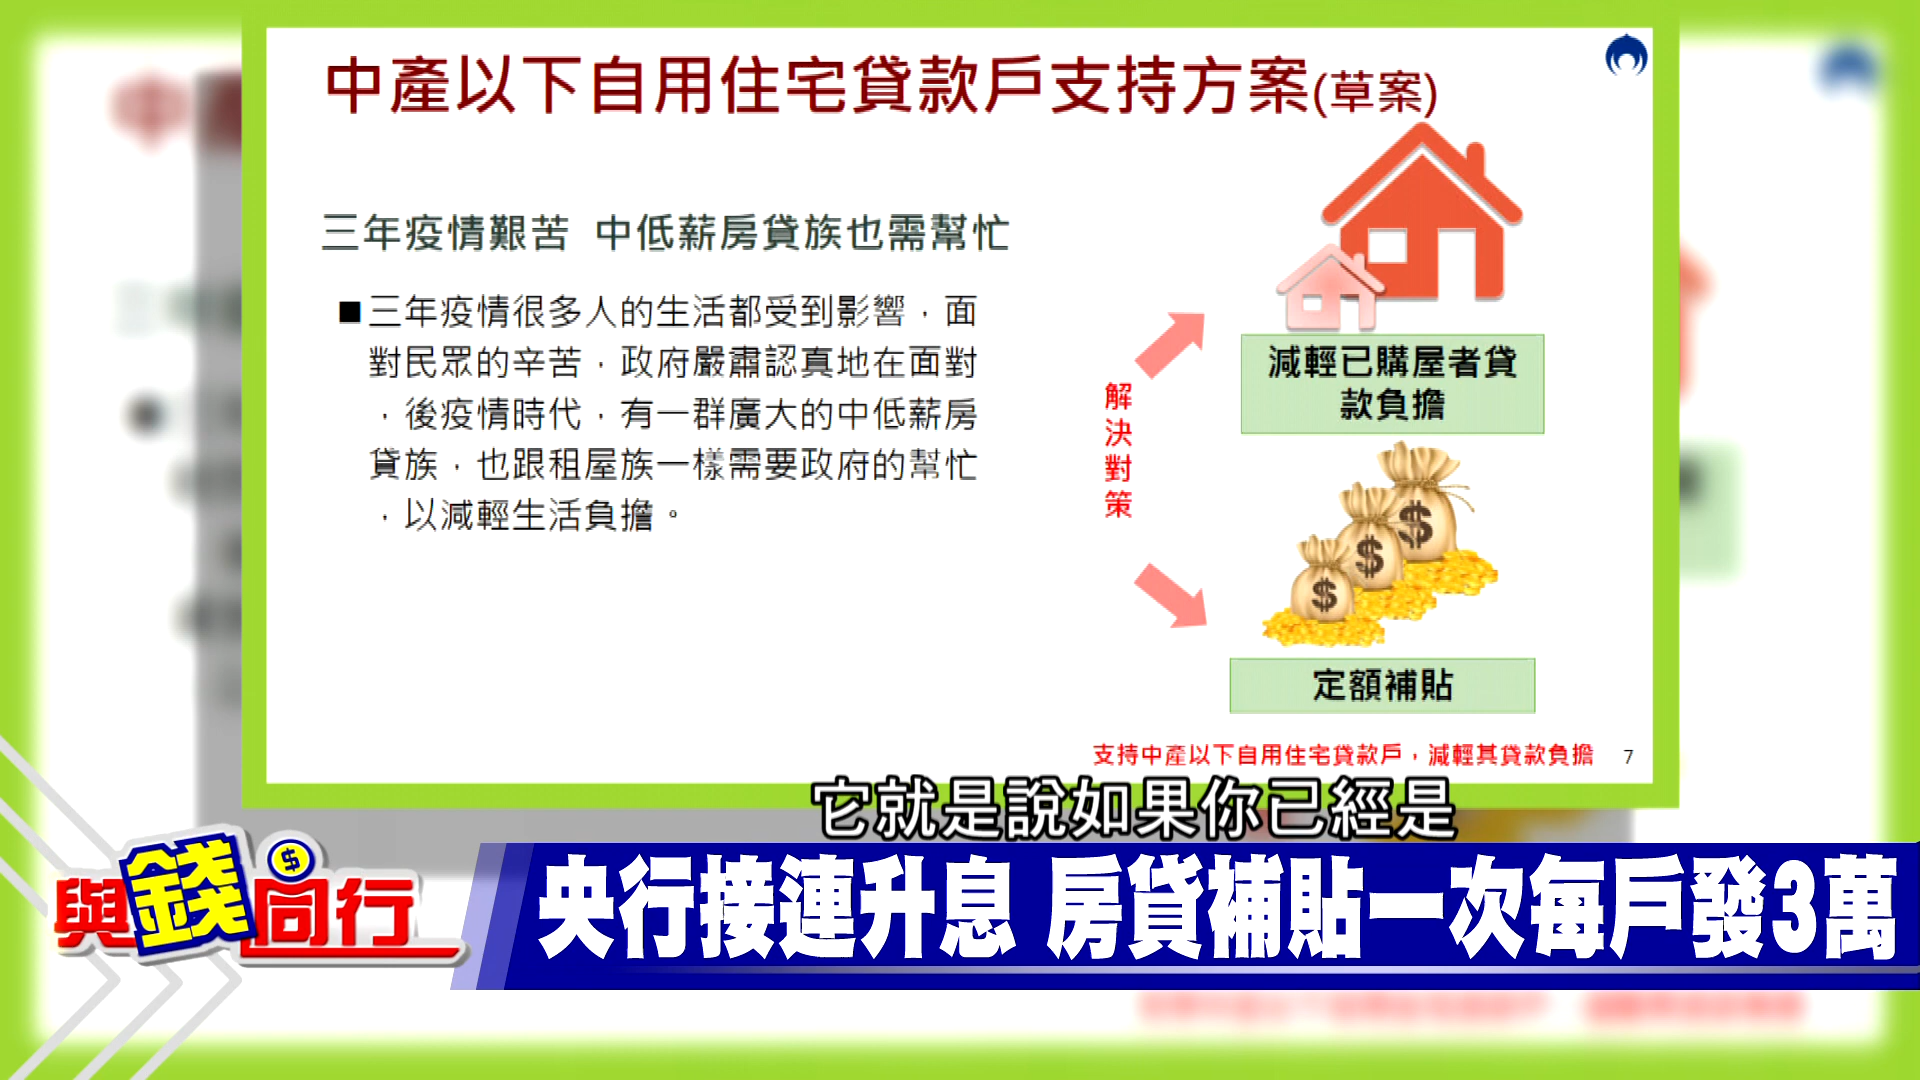 中產以下自用住宅貸款戶支持方案(草案)
三年疫情艱苦 中低薪房貸族也需幫忙
■三年疫情很多人的生活都受到影響，面
對民眾的辛苦，政府嚴肅認真地在面對
，後疫情時代，有一群廣大的中低薪房
貸族，也跟租屋族一樣需要政府的幫忙
，以減輕生活負擔。
解決對策
減輕已購屋者貸
款負擔
$
$
$
定額補貼
支持中產以下自用住宅貸款戶，減輕其貸款負擔
7
它就是說如果你已經是
與錢同行
$
央行接連升息 房貸補貼一次每戶發3萬